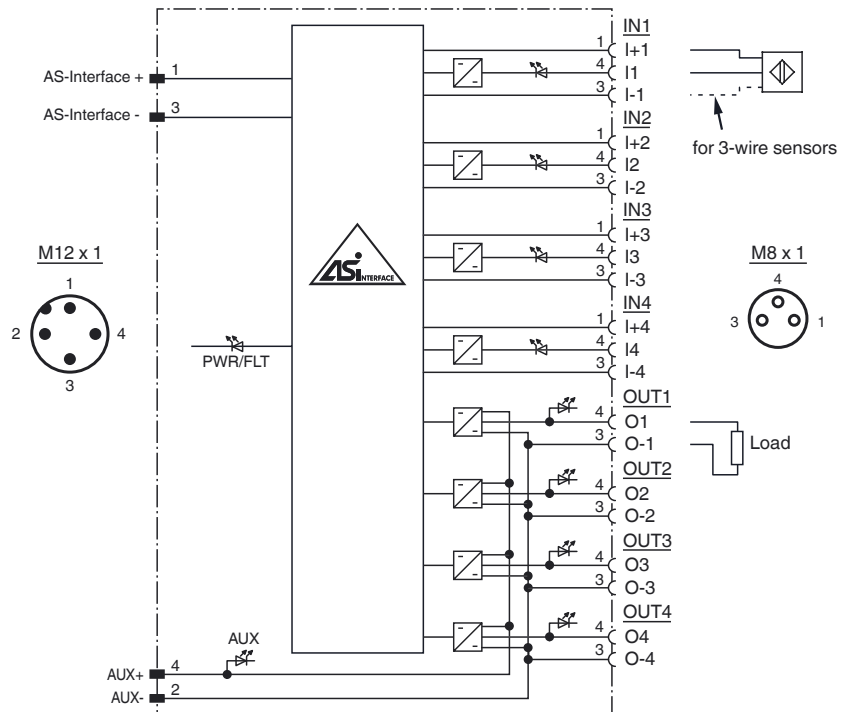 IN1
1 I+1
4 I1
3 I-1
AS-Interface + 1
AS-Interface - 3
for 3-wire sensors
IN2
1 I+2
4 I2
3 I-2
IN3
1 I+3
4 I3
3 I-3
M12 x 1
1
2 4
3
ASI INTERFACE
M8 x 1
4
3 1
IN4
1 I+4
4 I4
3 I-4
PWR/FLT
OUT1
4 O1
3 O-1
Load
OUT2
4 O2
3 O-2
OUT3
4 O3
3 O-3
OUT4
4 O4
3 O-4
AUX
AUX+ 4
AUX- 2